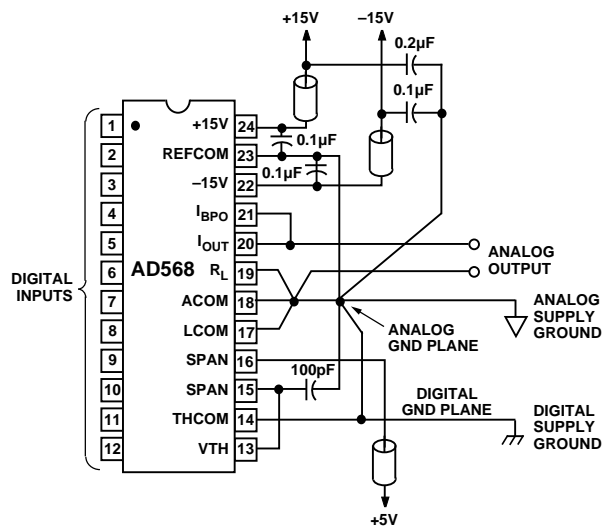 +15V
–15V
0.2µF
0.1µF
1
+15V
24
0.1µF
2
REFCOM
23
0.1µF
3
–15V
22
4
IBPO
21
5
IOUT
20
ANALOG
OUTPUT
DIGITAL
INPUTS
6
AD568
RL
19
7
ACOM
18
ANALOG
SUPPLY
GROUND
8
LCOM
17
ANALOG
GND PLANE
9
SPAN
16
100pF
10
SPAN
15
DIGITAL
GND PLANE
11
THCOM
14
DIGITAL
SUPPLY
GROUND
12
VTH
13
+5V